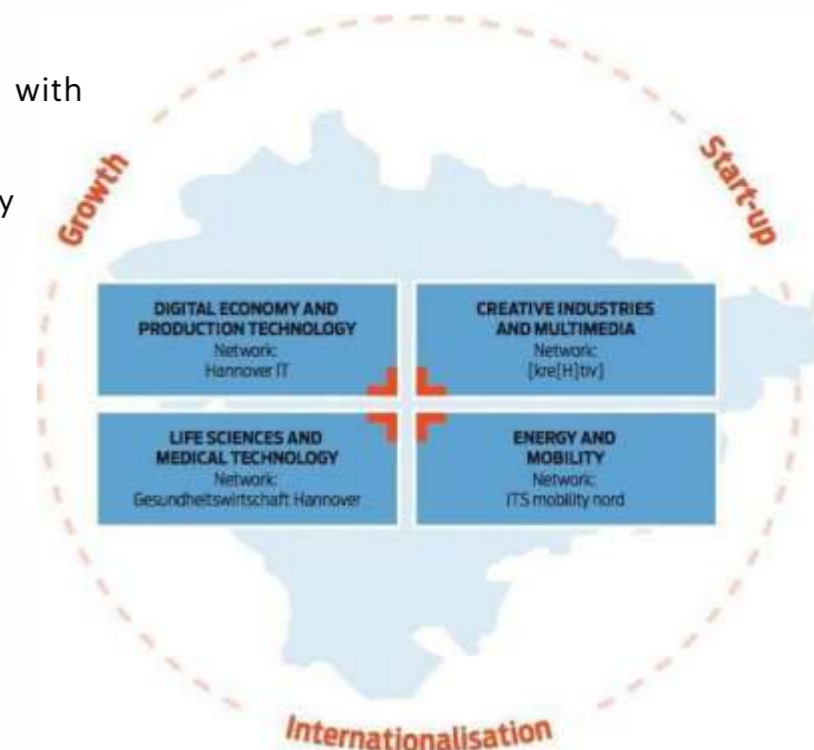 with
y
Growth
Start-up
DIGITAL ECONOMY AND
PRODUCTION TECHNOLOGY
Network:
Hannover IT
CREATIVE INDUSTRIES
AND MULTIMEDIA
Network:
[kre[H]tiv]
LIFE SCIENCES AND
MEDICAL TECHNOLOGY
Network:
Gesundheitswirtschaft Hannover
ENERGY AND
MOBILITY
Network:
ITS mobility nord
Internationalisation